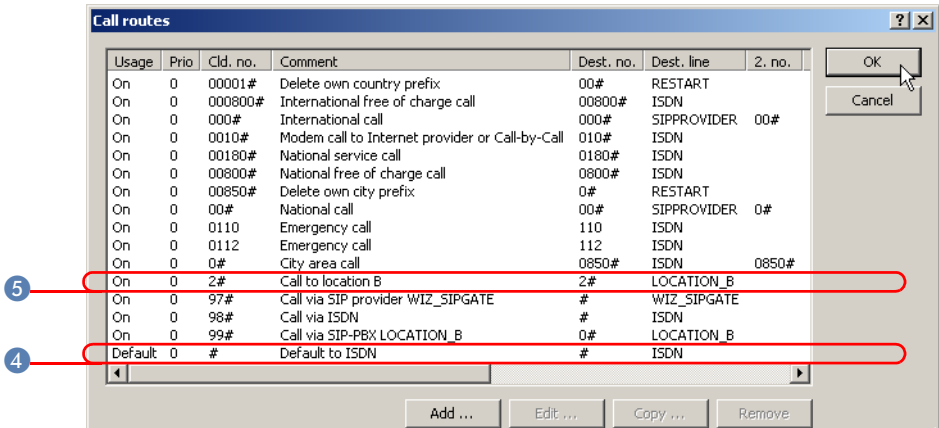 Call routes
Usage Prio Cld. no. Comment Dest. no. Dest. line 2. no.
On 0 00001# Delete own country prefix 00# RESTART
On 0 000800# International free of charge call 00800# ISDN
On 0 000# International call 000# SIPPROVIDER 00#
On 0 0010# Modem call to Internet provider or Call-by-Call 010# ISDN
On 0 00180# National service call 0180# ISDN
On 0 00800# National free of charge call 0800# ISDN
On 0 00850# Delete own city prefix 0# RESTART
On 0 00# National call 00# SIPPROVIDER 0#
On 0 0110 Emergency call 110 ISDN
On 0 0112 Emergency call 112 ISDN
On 0 0# City area call 0850# ISDN 0850#
5 On 0 2# Call to location B 2# LOCATION_B
On 0 97# Call via SIP provider WIZ_SIPGATE # WIZ_SIPGATE
On 0 98# Call via ISDN # ISDN
On 0 99# Call via SIP-PBX LOCATION_B 0# LOCATION_B
4 Default 0 # Default to ISDN # ISDN
OK
Cancel
Add ... Edit ... Copy ... Remove